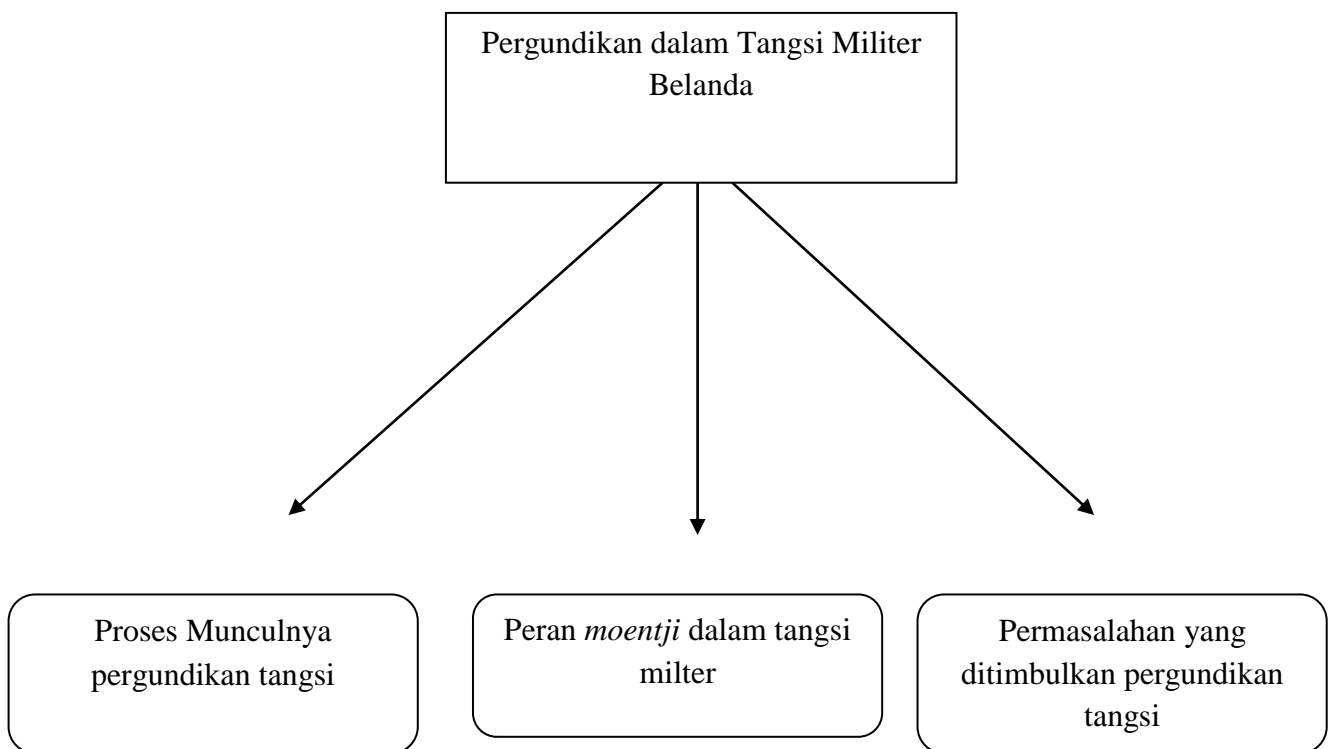 Pergundikan dalam Tangsi Militer
Belanda
Proses Munculnya
pergundikan tangsi
Peran moentji dalam tangsi
milter
Permasalahan yang
ditimbulkan pergundikan
tangsi